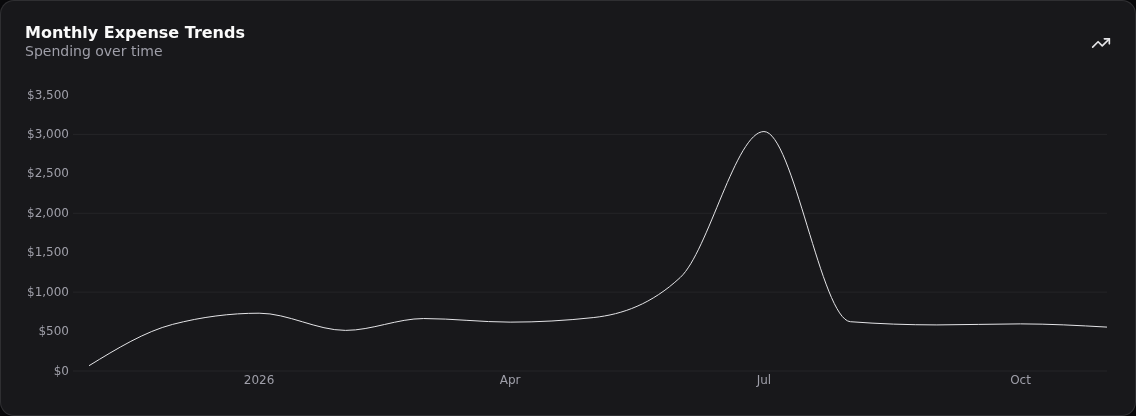 Monthly Expense Trends
Spending over time
$3,500
$3,000
$2,500
$2,000
$1,500
$1,000
$500
$0
2026 Apr Jul Oct